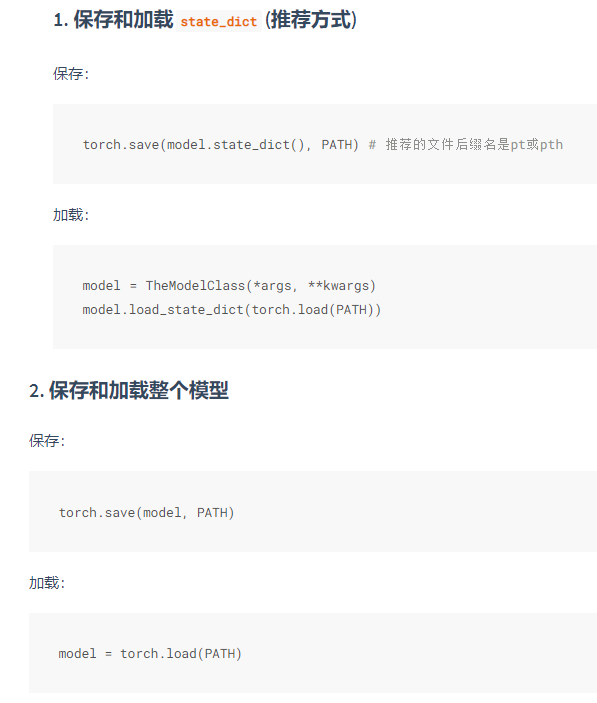 1. 保存和加载 state_dict (推荐方式)
保存：
torch.save(model.state_dict(), PATH) # 推荐的文件后缀名是pt或pth
加载：
model = TheModelClass(*args, **kwargs)
model.load_state_dict(torch.load(PATH))
2. 保存和加载整个模型
保存：
torch.save(model, PATH)
加载：
model = torch.load(PATH)